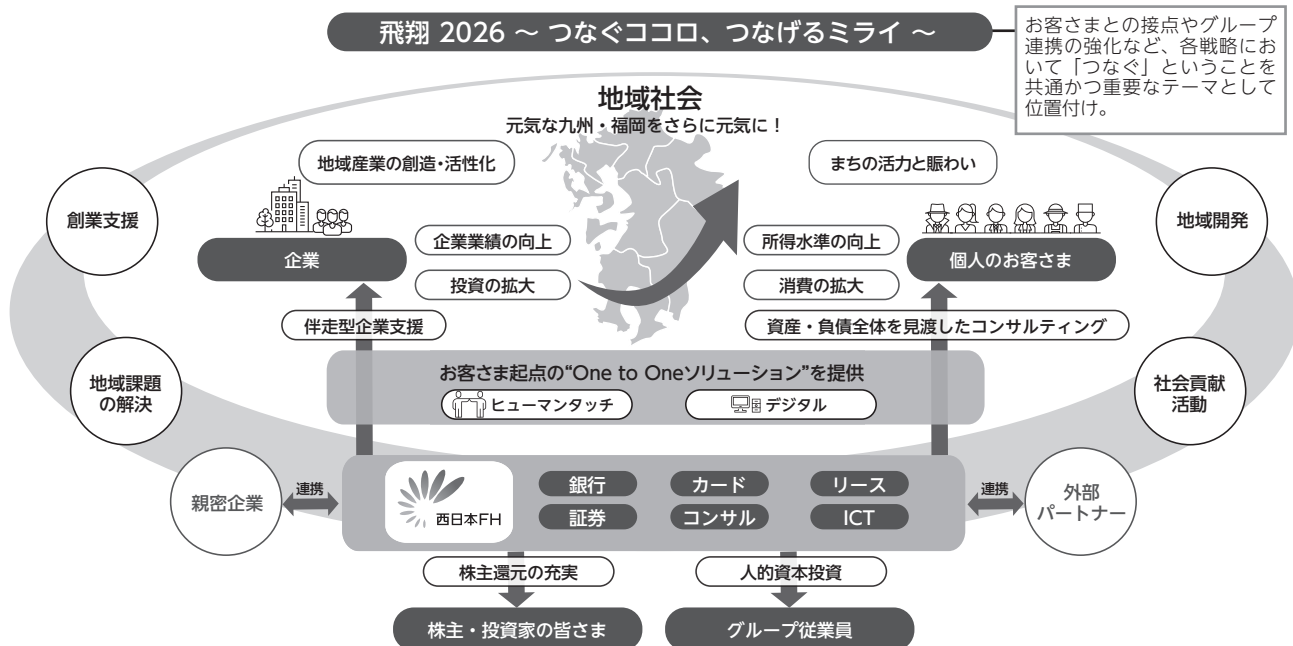 飛翔 2026 ～ つなぐココロ、つなげるミライ ～
お客さまとの接点やグループ
連携の強化など、各戦略にお
いて「つなぐ」ということを
共通かつ重要なテーマとして
位置付け。
地域社会
元気な九州・福岡をさらに元気に！
地域産業の創造・活性化
まちの活力と賑わい
創業支援
地域開発
企業
企業業績の向上
投資の拡大
所得水準の向上
消費の拡大
個人のお客さま
伴走型企業支援
資産・負債全体を見渡したコンサルティング
地域課題
の解決
社会貢献
活動
お客さま起点の“One to Oneソリューション”を提供
ヒューマンタッチ
デジタル
親密企業
連携
西日本FH
銀行
カード
リース
証券
コンサル
ICT
連携
外部
パートナー
株主還元の充実
人的資本投資
株主・投資家の皆さま
グループ従業員